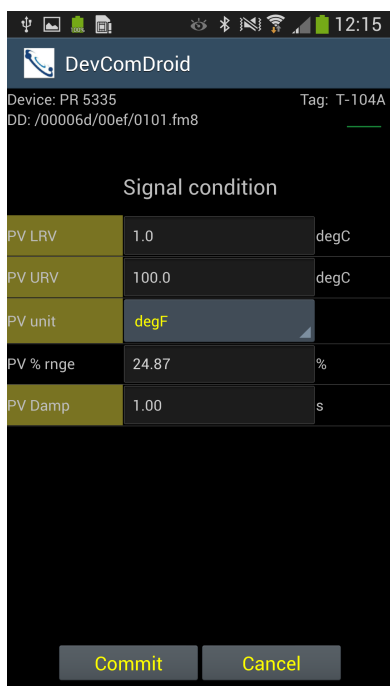 12:15
DevComDroid
Device: PR 5335 Tag: T-104A
DD: /00006d/00ef/0101.fm8
Signal condition
PV LRV 1.0 degC
PV URV 100.0 degC
PV unit degF
PV % rnge 24.87 %
PV Damp 1.00 s
Commit Cancel